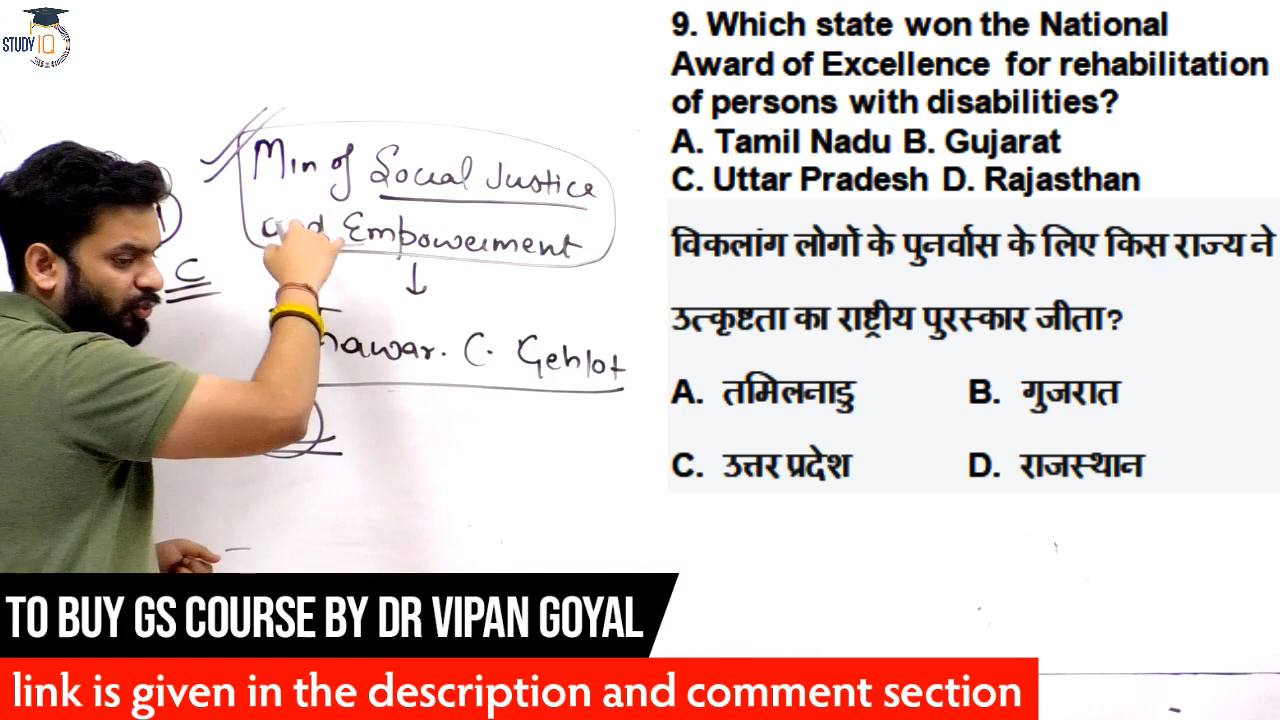 STUDY IQ
9. Which state won the National
Award of Excellence for rehabilitation
of persons with disabilities?
A. Tamil Nadu B. Gujarat
C. Uttar Pradesh D. Rajasthan
विकलांग लोगों के पुनर्वास के लिए किस राज्य ने
उत्कृष्टता का राष्ट्रीय पुरस्कार जीता?
A. तमिलनाडु B. गुजरात
C. उत्तर प्रदेश D. राजस्थान
Min of Social Justice
Empowerment
C. Gehlot
C
TO BUY GS COURSE BY DR VIPAN GOYAL
link is given in the description and comment section